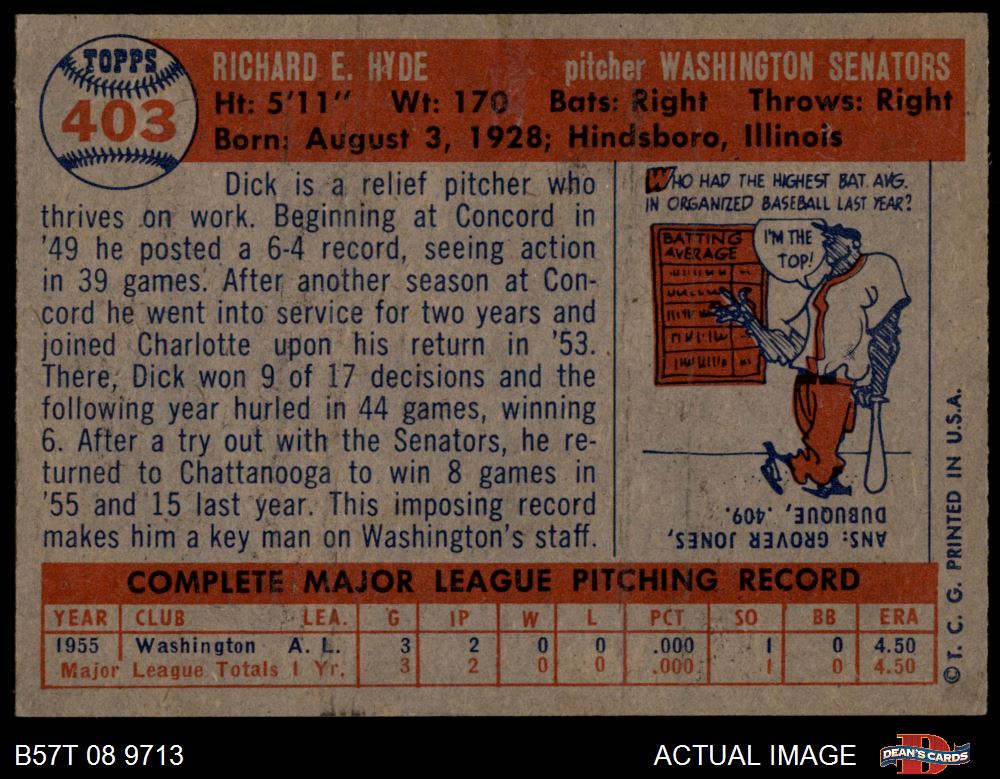 TOPPS
403
RICHARD E. HYDE pitcher WASHINGTON SENATORS
Ht: 5'11" Wt: 170 Bats: Right Throws: Right
Born: August 3, 1928; Hindsboro, Illinois
Dick is a relief pitcher who
thrives on work. Beginning at Concord in
'49 he posted a 6-4 record, seeing action
in 39 games. After another season at Con-
cord he went into service for two years and
joined Charlotte upon his return in '53.
There, Dick won 9 of 17 decisions and the
following year hurled in 44 games, winning
6. After a try out with the Senators, he re-
turned to Chattanooga to win 8 games in
'55 and 15 last year. This imposing record
makes him a key man on Washington's staff.
WHO HAD THE HIGHEST BAT. AVG.
IN ORGANIZED BASEBALL LAST YEAR?
BATTING
AVERAGE
I'M THE
TOP!
ANS: GROVER JONES,
DUBUQUE, .409.
COMPLETE MAJOR LEAGUE PITCHING RECORD
YEAR CLUB LEA. G IP W L PCT SO BB ERA
1955 Washington A. L. 3 2 0 0 .000 1 0 4.50
Major League Totals 1 Yr. 3 2 0 0 .000 1 0 4.50
© T. C. G. PRINTED IN U.S.A.
B57T 08 9713 ACTUAL IMAGE DEAN'S CARDS